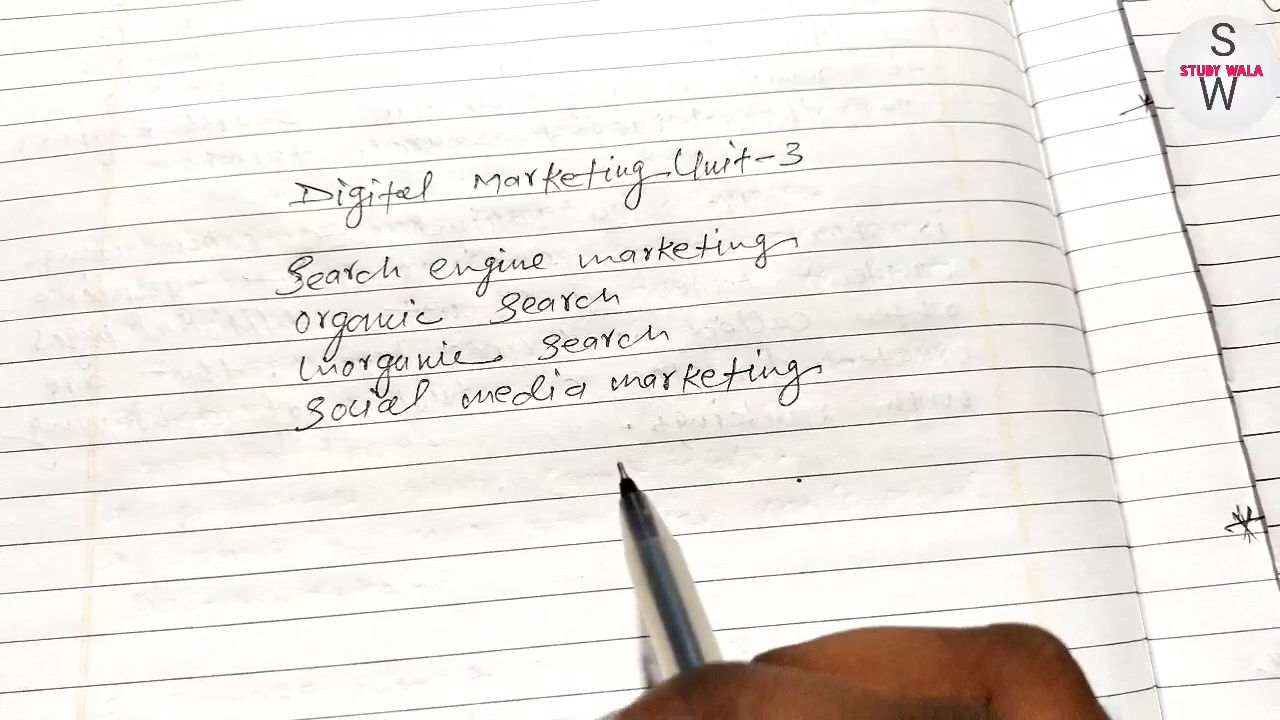 Digital Marketing Unit-3
Search engine marketing
organic search
Inorganic search
Social media marketing
S
STUDY WALA
W